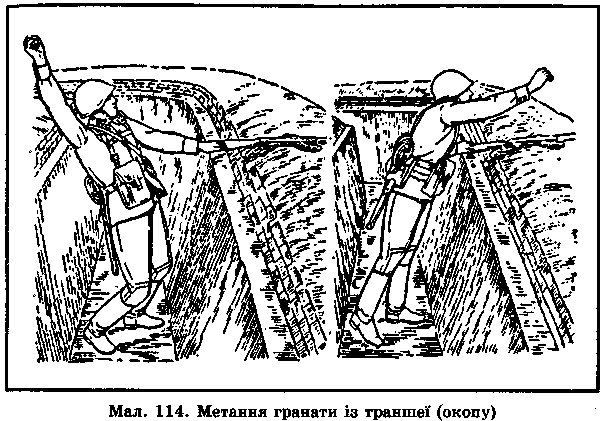 Мал. 114. Метання гранати із траншеї (окопу)